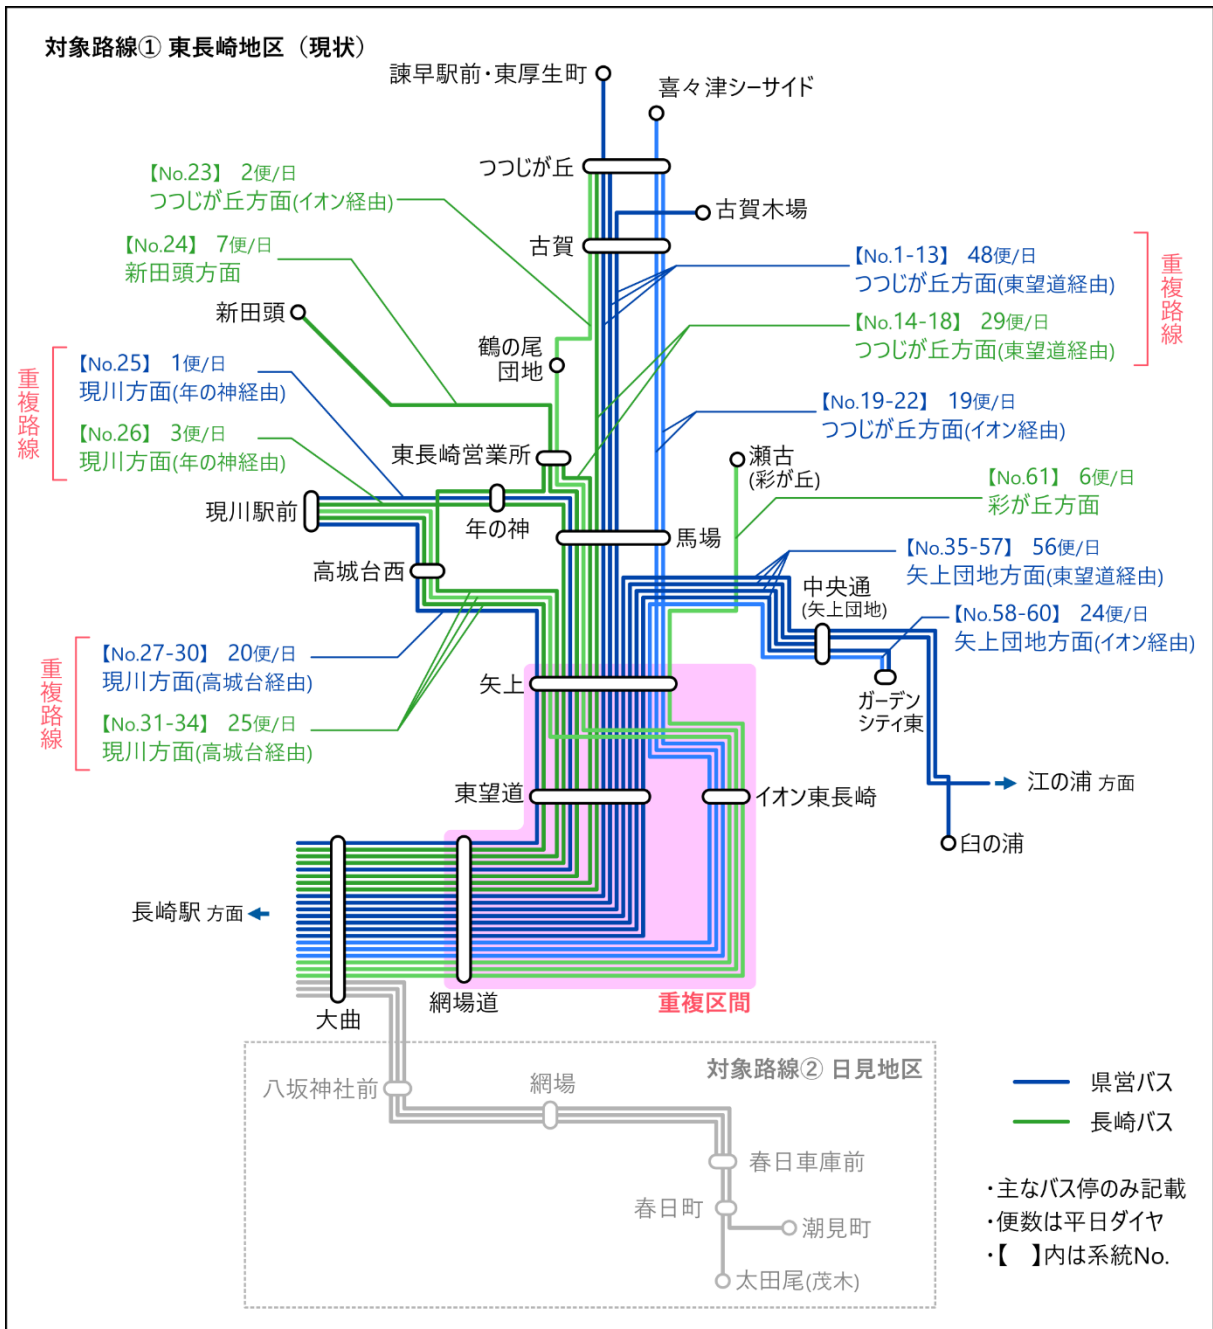 対象路線① 東長崎地区（現状）
諫早駅前・東厚生町
喜々津シーサイド
つつじが丘
【No.23】 2便/日
つつじが丘方面(イオン経由)
古賀木場
古賀
【No.24】 7便/日
新田頭方面
【No.1-13】 48便/日
つつじが丘方面(東望道経由)
重複路線
新田頭
【No.14-18】 29便/日
つつじが丘方面(東望道経由)
鶴の尾
団地
重複路線
【No.25】 1便/日
現川方面(年の神経由)
【No.19-22】 19便/日
つつじが丘方面(イオン経由)
【No.26】 3便/日
現川方面(年の神経由)
東長崎営業所
瀬古
(彩が丘)
【No.61】 6便/日
彩が丘方面
現川駅前
年の神
馬場
【No.35-57】 56便/日
矢上団地方面(東望道経由)
高城台西
中央通
(矢上団地)
【No.58-60】 24便/日
矢上団地方面(イオン経由)
重複路線
【No.27-30】 20便/日
現川方面(高城台経由)
矢上
ガーデン
シティ東
【No.31-34】 25便/日
現川方面(高城台経由)
東望道
イオン東長崎
江の浦 方面
臼の浦
長崎駅 方面
大曲
網場道
重複区間
対象路線② 日見地区
八坂神社前
網場
県営バス
長崎バス
春日車庫前
春日町
潮見町
太田尾(茂木)
・主なバス停のみ記載
・便数は平日ダイヤ
・【　】内は系統No.